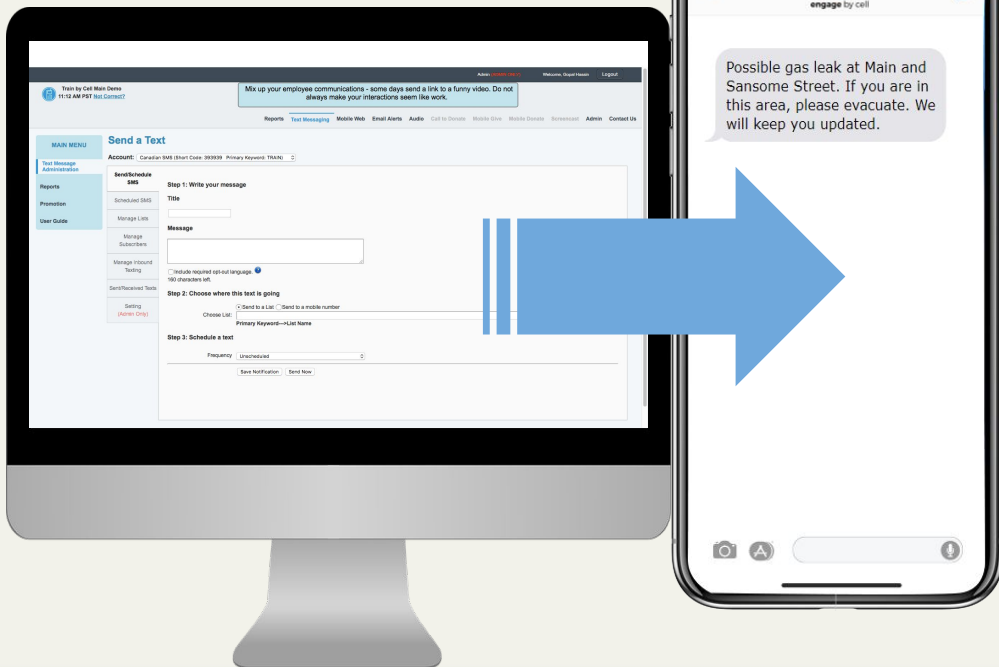 Admin
Welcome, Gopal Hosain
Logout
Train by Cell Main Demo
11:12 AM PST Not Correct?
Mix up your employee communications - some days send a link to a funny video. Do not
always make your interactions seem like work.
Reports Text Messaging Mobile Web Email Alerts Audio Call to Donate Mobile Give Mobile Donate Screencast Admin Contact Us
MAIN MENU
Text Message
Administration
Reports
Promotion
User Guide
Send a Text
Account: Canadian SMS (Short Code: 393939 Primary Keyword: TRAIN)
Send/Schedule
SMS
Scheduled SMS
Manage Lists
Manage
Subscribers
Manage Inbound
Texting
Sent/Received Texts
Setting
(Admin Only)
Step 1: Write your message
Title
Message
Include required opt-out language. ?
160 characters left.
Step 2: Choose where this text is going
Send to a List Send to a mobile number
Choose List:
Primary Keyword--->List Name
Step 3: Schedule a text
Frequency Unscheduled
Save Notification Send Now
engage by cell
Possible gas leak at Main and
Sansome Street. If you are in
this area, please evacuate. We
will keep you updated.